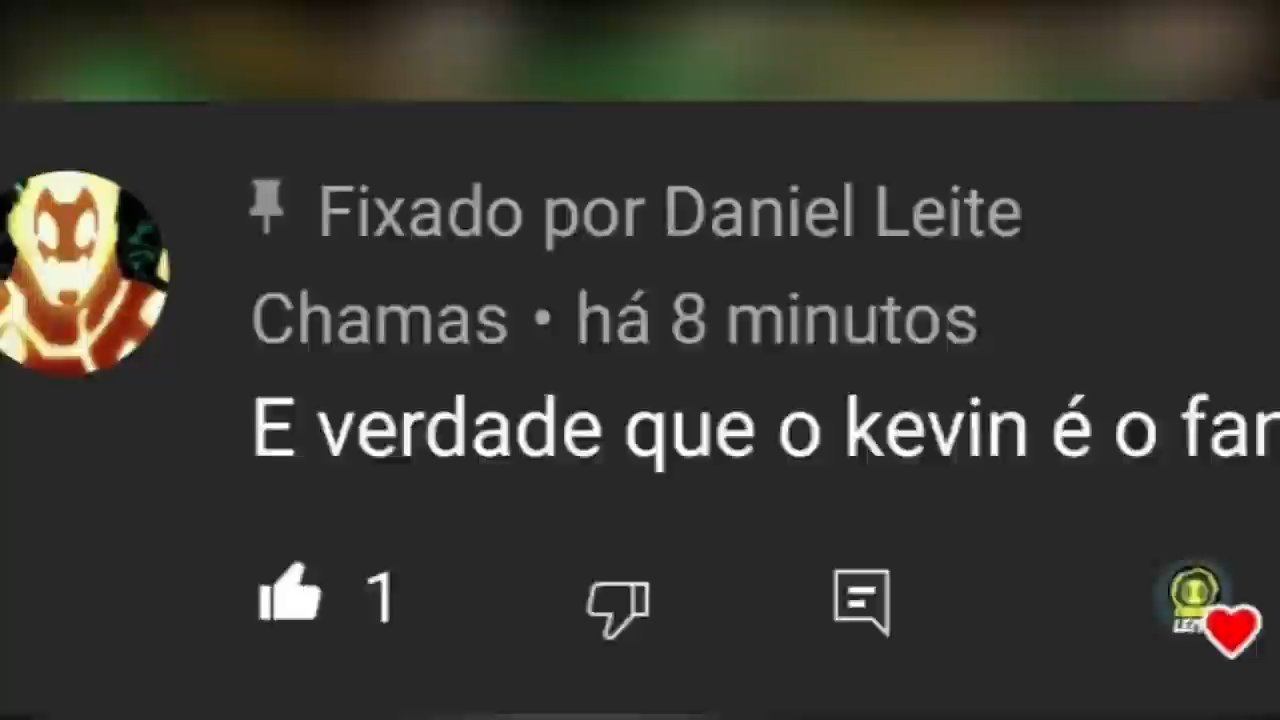 Fixado por Daniel Leite
Chamas • há 8 minutos
E verdade que o kevin é o
1